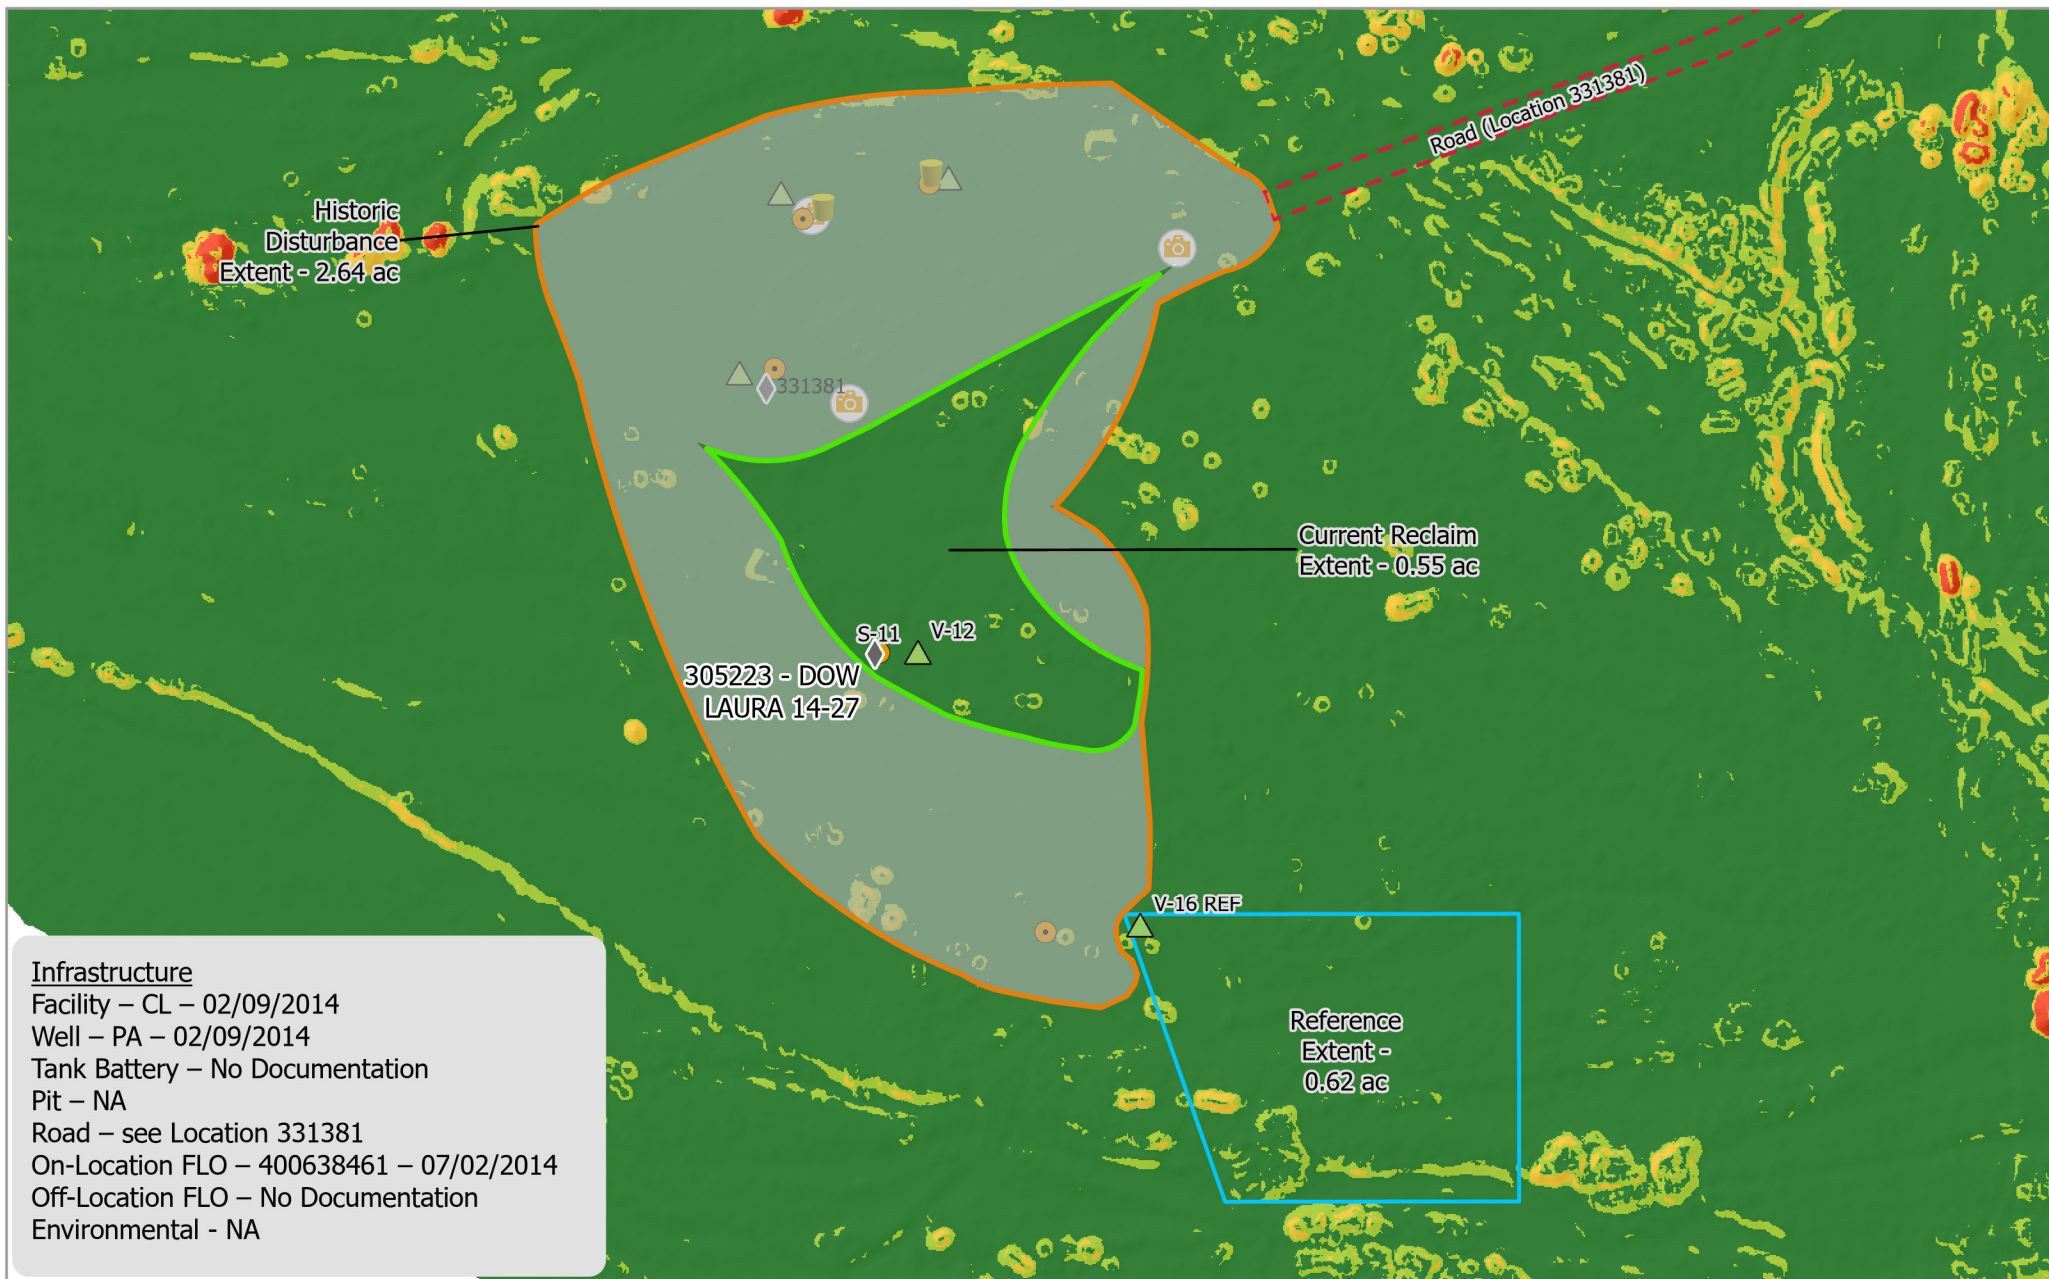 Road (Location 331381)
Historic
Disturbance
Extent - 2.64 ac
331381
Current Reclaim
Extent - 0.55 ac
S-11
V-12
305223 - DOW
LAURA 14-27
V-16 REF
Reference
Extent -
0.62 ac
Infrastructure
Facility – CL – 02/09/2014
Well – PA – 02/09/2014
Tank Battery – No Documentation
Pit – NA
Road – see Location 331381
On-Location FLO – 400638461 – 07/02/2014
Off-Location FLO – No Documentation
Environmental - NA